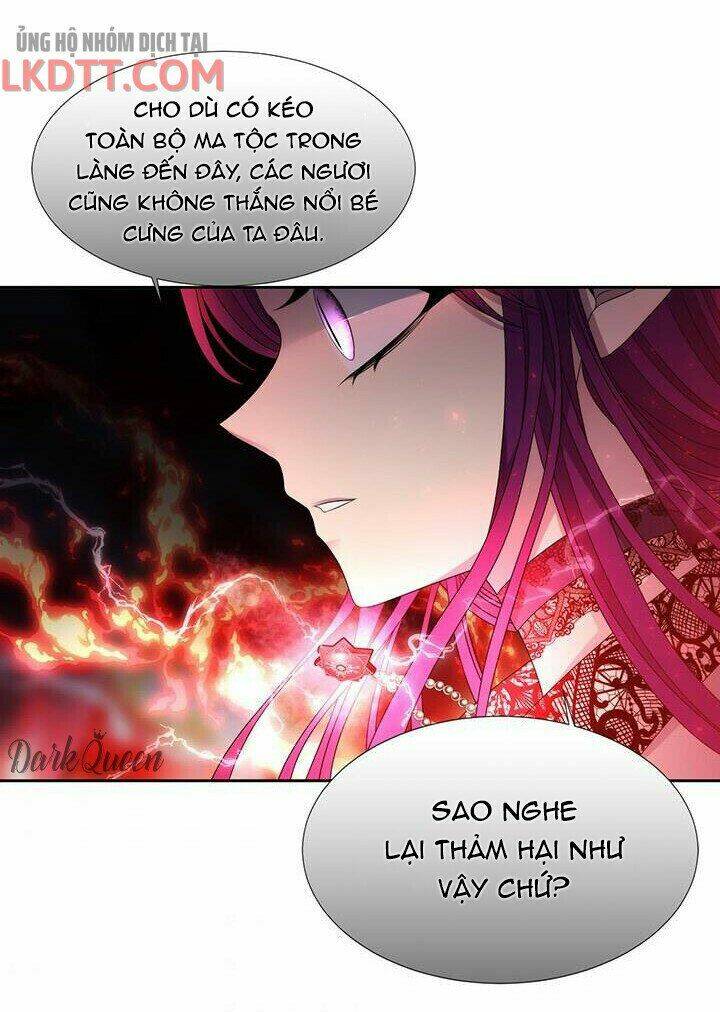 ỦNG HỘ NHÓM DỊCH TẠI
LKDTT.COM
CHO DÙ CÓ KÉO
TOÀN BỘ MA TỘC TRONG
LÀNG ĐẾN ĐÂY, CÁC NGƯƠI
CŨNG KHÔNG THẮNG NỔI BÉ
CƯNG CỦA TA ĐÂU.
DarkQueen
SAO NGHE
LẠI THẢM HẠI NHƯ
VẬY CHỨ?